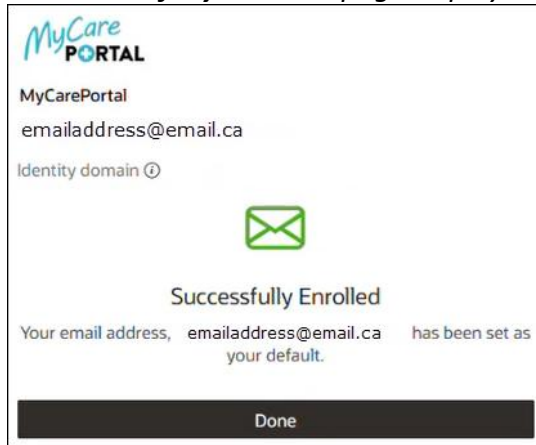 MyCare
PORTAL
MyCarePortal
emailaddress@email.ca
Identity domain
Successfully Enrolled
Your email address, emailaddress@email.ca has been set as
your default.
Done